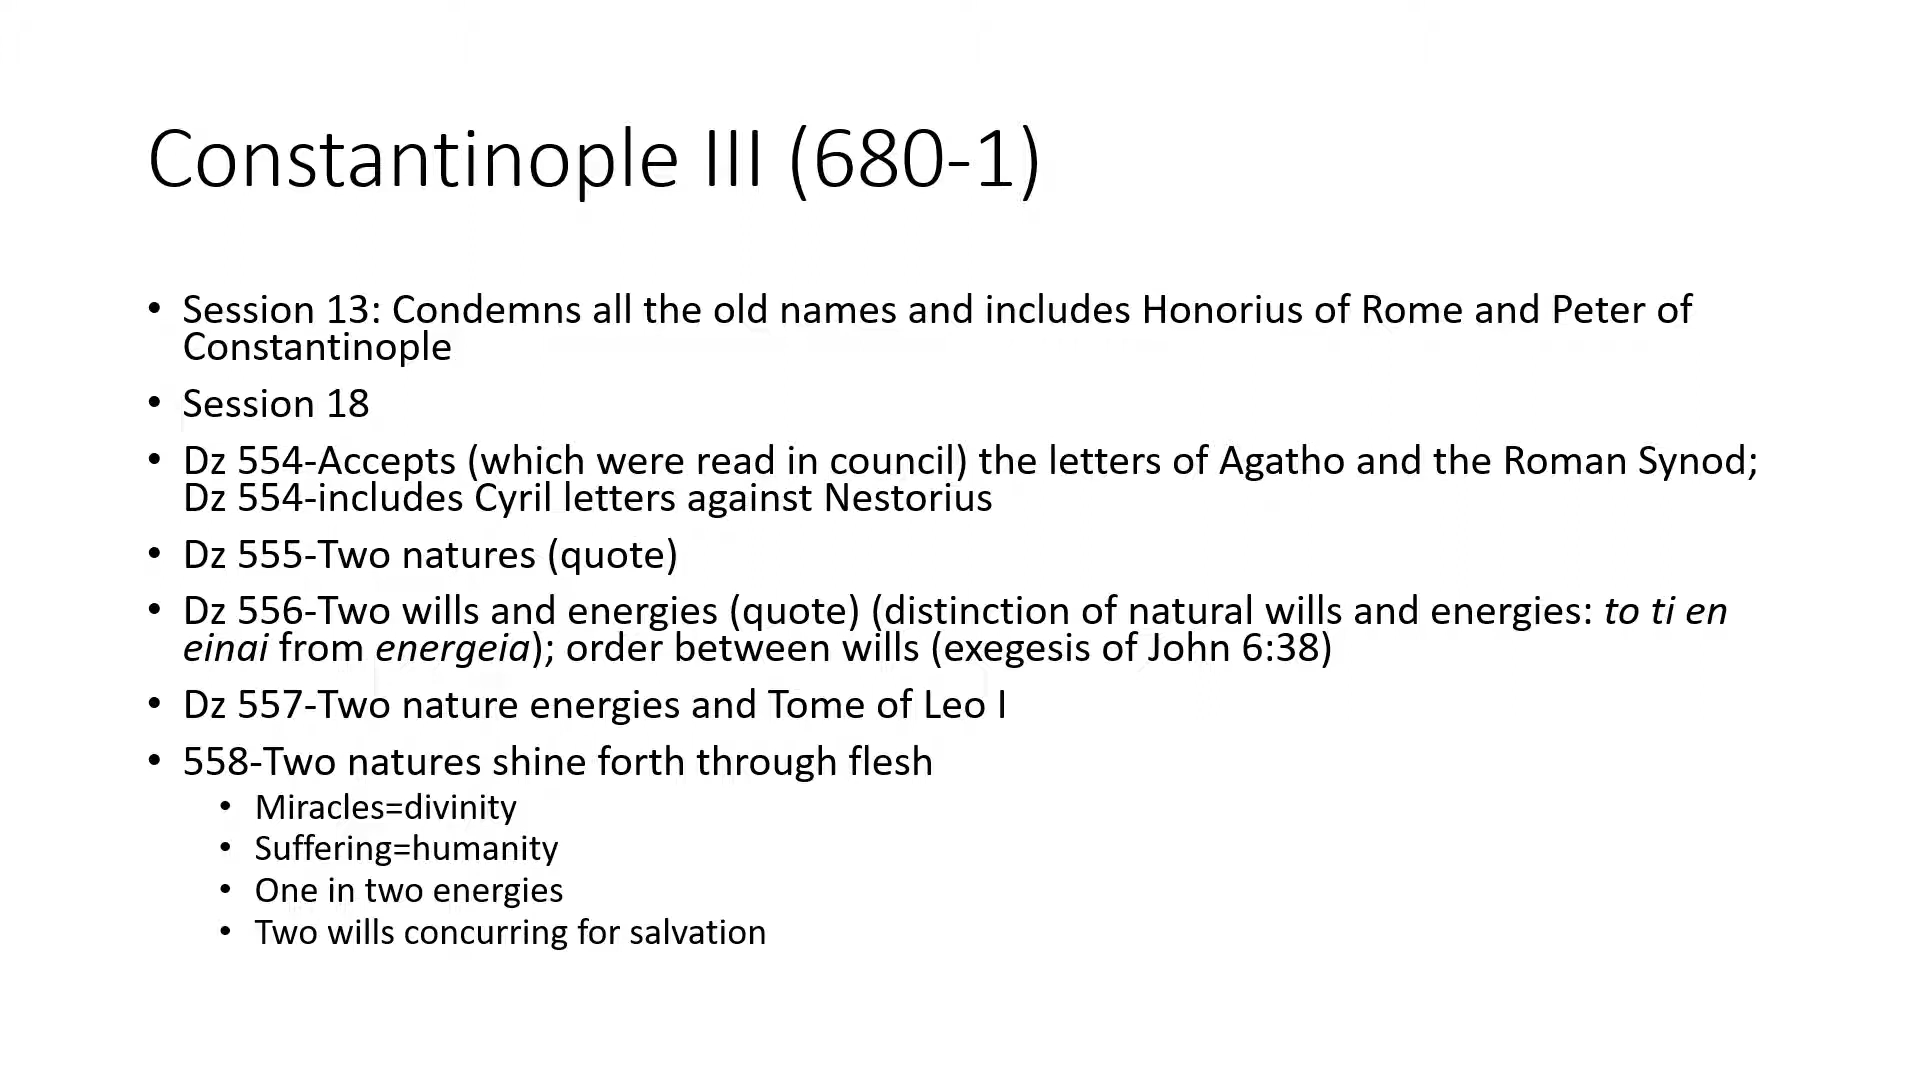 Constantinople III (680-1)
• Session 13: Condemns all the old names and includes Honorius of Rome and Peter of
Constantinople
• Session 18
• Dz 554-Accepts (which were read in council) the letters of Agatho and the Roman Synod;
Dz 554-includes Cyril letters against Nestorius
• Dz 555-Two natures (quote)
• Dz 556-Two wills and energies (quote) (distinction of natural wills and energies: to ti en
einai from energeia); order between wills (exegesis of John 6:38)
• Dz 557-Two nature energies and Tome of Leo I
• 558-Two natures shine forth through flesh
• Miracles=divinity
• Suffering=humanity
• One in two energies
• Two wills concurring for salvation